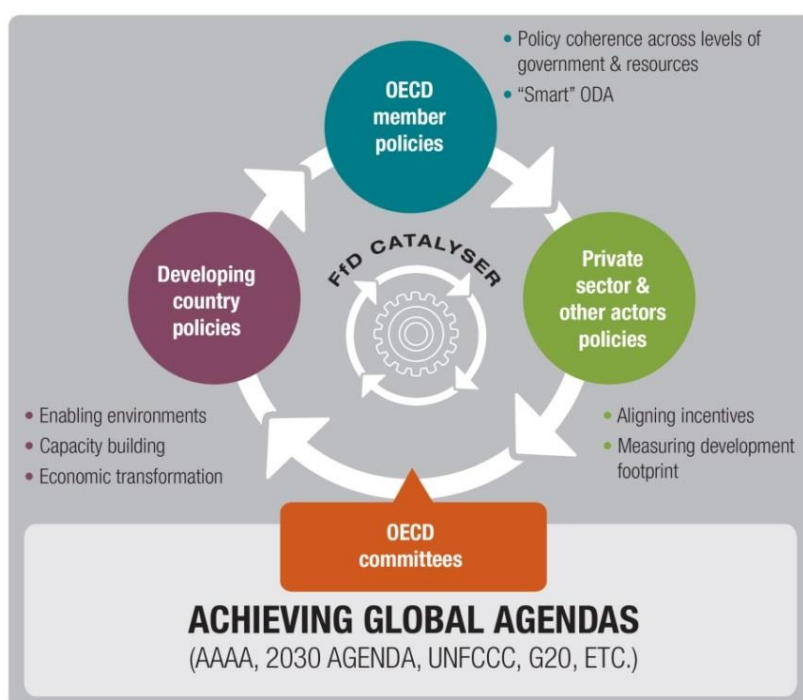 • Policy coherence across levels of
government & resources
• “Smart” ODA
OECD
member
policies
FfD CATALYSER
Developing
country
policies
Private
sector &
other actors
policies
• Enabling environments
• Capacity building
• Economic transformation
• Aligning incentives
• Measuring development
footprint
OECD
committees
ACHIEVING GLOBAL AGENDAS
(AAAA, 2030 AGENDA, UNFCCC, G20, ETC.)